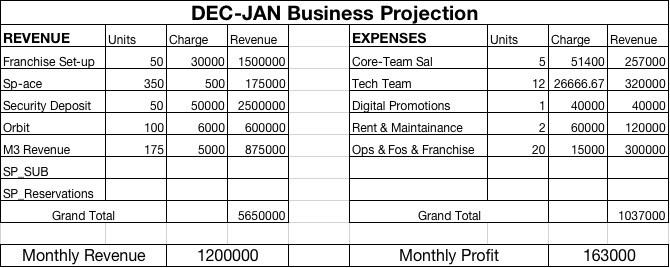 DEC-JAN Business Projection
REVENUE Units Charge Revenue EXPENSES Units Charge Revenue
Franchise Set-up 50 30000 1500000 Core-Team Sal 5 51400 257000
Sp-ace 350 500 175000 Tech Team 12 26666.67 320000
Security Deposit 50 50000 2500000 Digital Promotions 1 40000 40000
Orbit 100 6000 600000 Rent & Maintainance 2 60000 120000
M3 Revenue 175 5000 875000 Ops & Fos & Franchise 20 15000 300000
SP_SUB
SP_Reservations
Grand Total 5650000 Grand Total 1037000
Monthly Revenue 1200000 Monthly Profit 163000